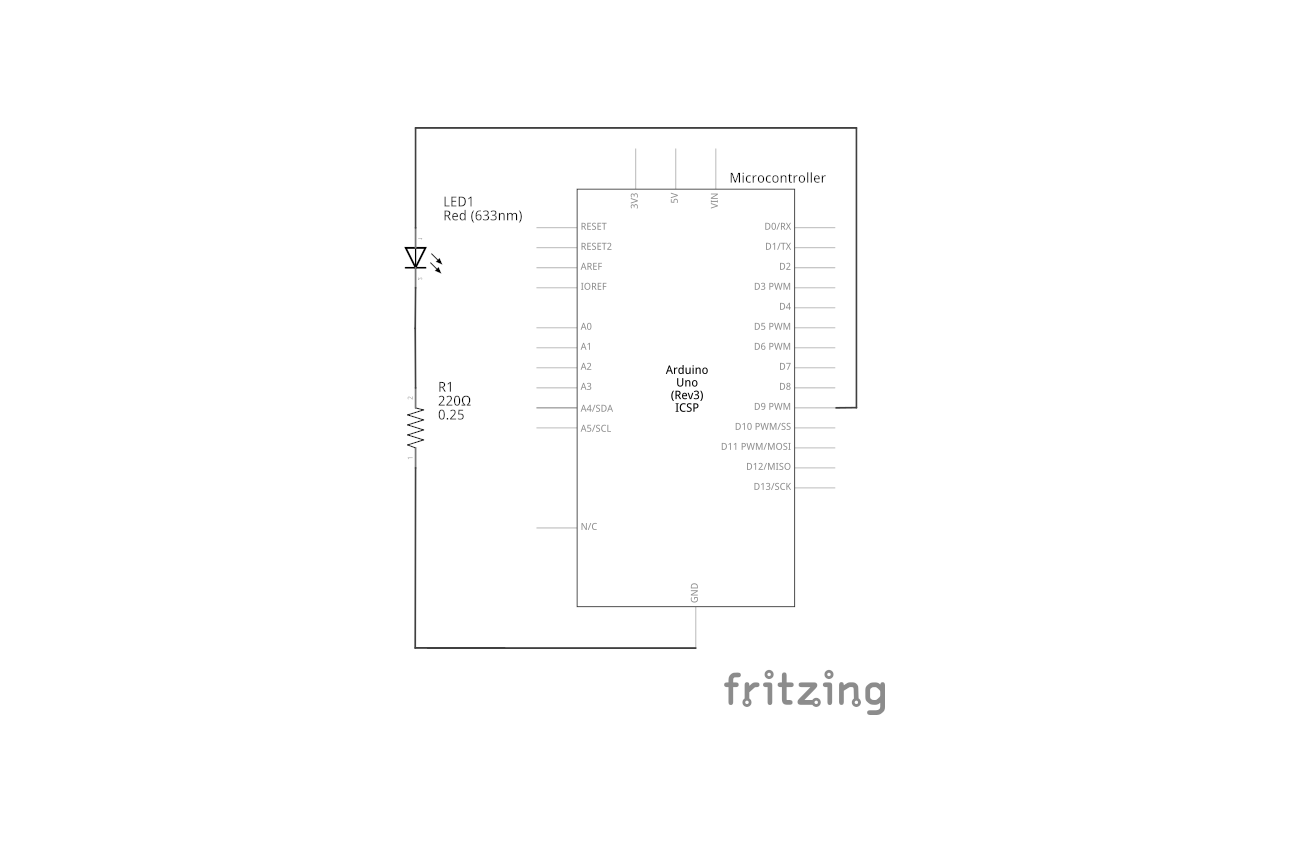 Microcontroller
LED1
Red (633nm)
3V3
5V
VIN
RESET
RESET2
AREF
IOREF
A0
A1
A2
A3
A4/SDA
A5/SCL
N/C
D0/RX
D1/TX
D2
D3 PWM
D4
D5 PWM
D6 PWM
D7
D8
D9 PWM
D10 PWM/SS
D11 PWM/MOSI
D12/MISO
D13/SCK
Arduino
Uno
(Rev3)
ICSP
R1
220Ω
0.25
2
1
GND
fritzing